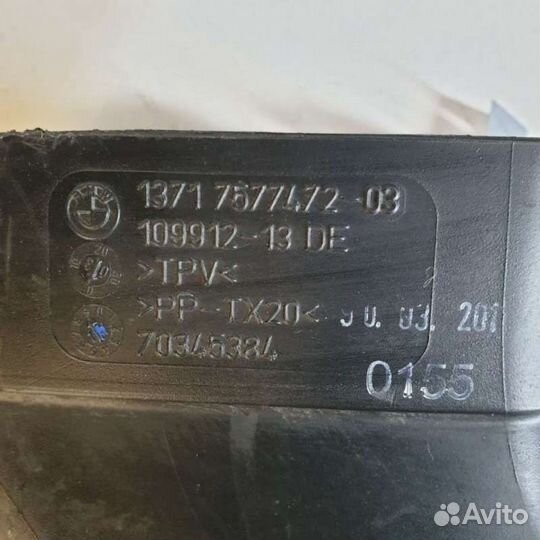 1371 7577472-03
109912-13 DE
>TPV<
>PP-TX20<
70345384
0155
Avito